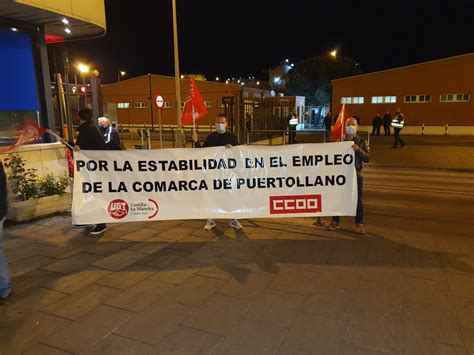 POR LA ESTABILIDAD EN EL EMPLEO
DE LA COMARCA DE PUERTOLLANO
UGT
Castilla-
La Mancha
CCOO